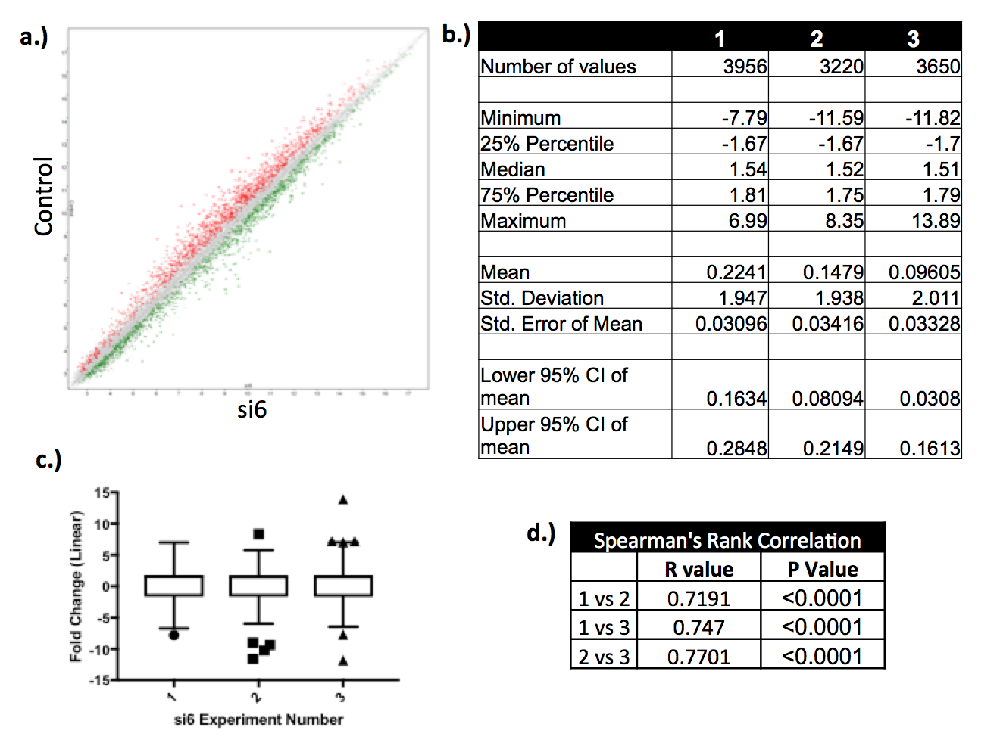 a.)
Control
si6
b.)
1 2 3
Number of values 3956 3220 3650
Minimum -7.79 -11.59 -11.82
25% Percentile -1.67 -1.67 -1.7
Median 1.54 1.52 1.51
75% Percentile 1.81 1.75 1.79
Maximum 6.99 8.35 13.89
Mean 0.2241 0.1479 0.09605
Std. Deviation 1.947 1.938 2.011
Std. Error of Mean 0.03096 0.03416 0.03328
Lower 95% CI of
mean 0.1634 0.08094 0.0308
Upper 95% CI of
mean 0.2848 0.2149 0.1613
c.)
Fold Change (Linear)
15
10
5
0
-5
-10
-15
1 2 3
si6 Experiment Number
d.)
Spearman's Rank Correlation
R value P Value
1 vs 2 0.7191 <0.0001
1 vs 3 0.747 <0.0001
2 vs 3 0.7701 <0.0001